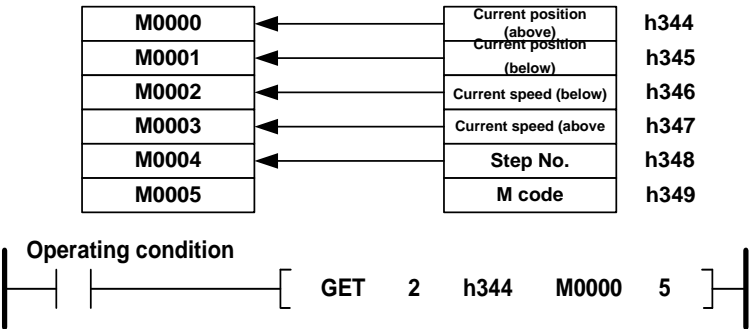 M0000 Current position (above) h344
M0001 Current position (below) h345
M0002 Current speed (below) h346
M0003 Current speed (above h347
M0004 Step No. h348
M0005 M code h349
Operating condition
GET 2 h344 M0000 5